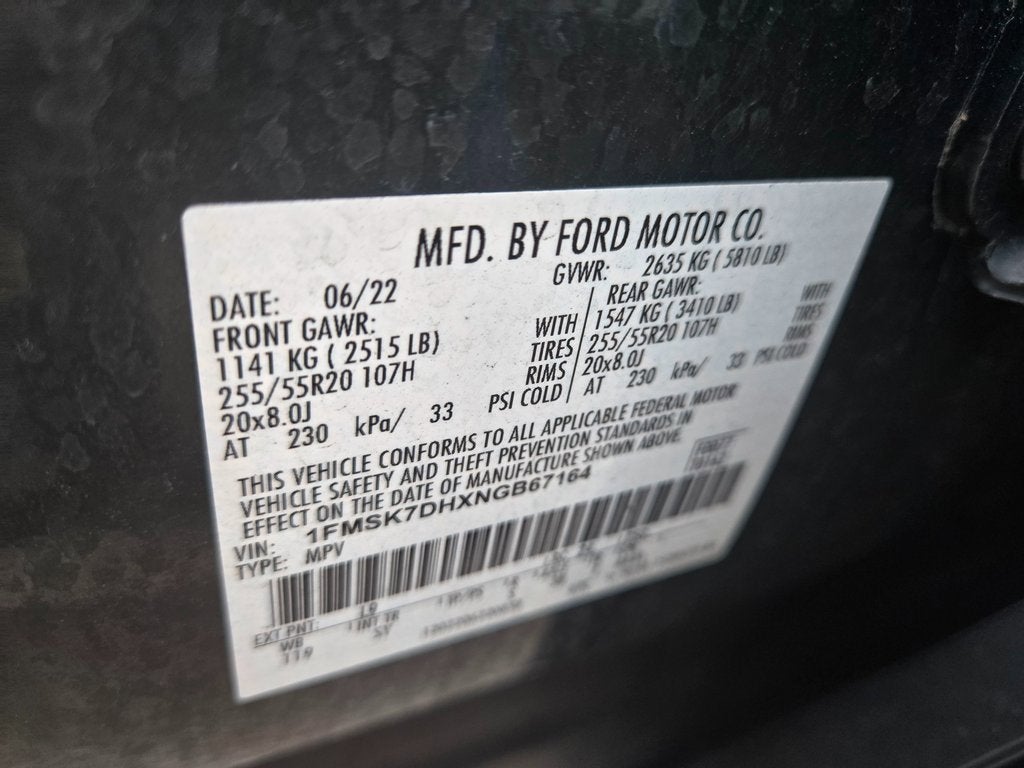 MFD. BY FORD MOTOR CO.
DATE: 06/22 GVWR: 2635 KG ( 5810 LB)
FRONT GAWR: REAR GAWR:
1141 KG ( 2515 LB) WITH 1547 KG ( 3410 LB) WITH
255/55R20 107H TIRES 255/55R20 107H TIRES
20x8.0J RIMS 20x8.0J RIMS
AT 230 kPa/ 33 PSI COLD AT 230 kPa/ 33 PSI COLD
THIS VEHICLE CONFORMS TO ALL APPLICABLE FEDERAL MOTOR
VEHICLE SAFETY AND THEFT PREVENTION STANDARDS IN
EFFECT ON THE DATE OF MANUFACTURE SHOWN ABOVE.
VIN: 1FMSK7DHXNGB67164
TYPE: MPV
EXT PNT:
WB INT TR
119